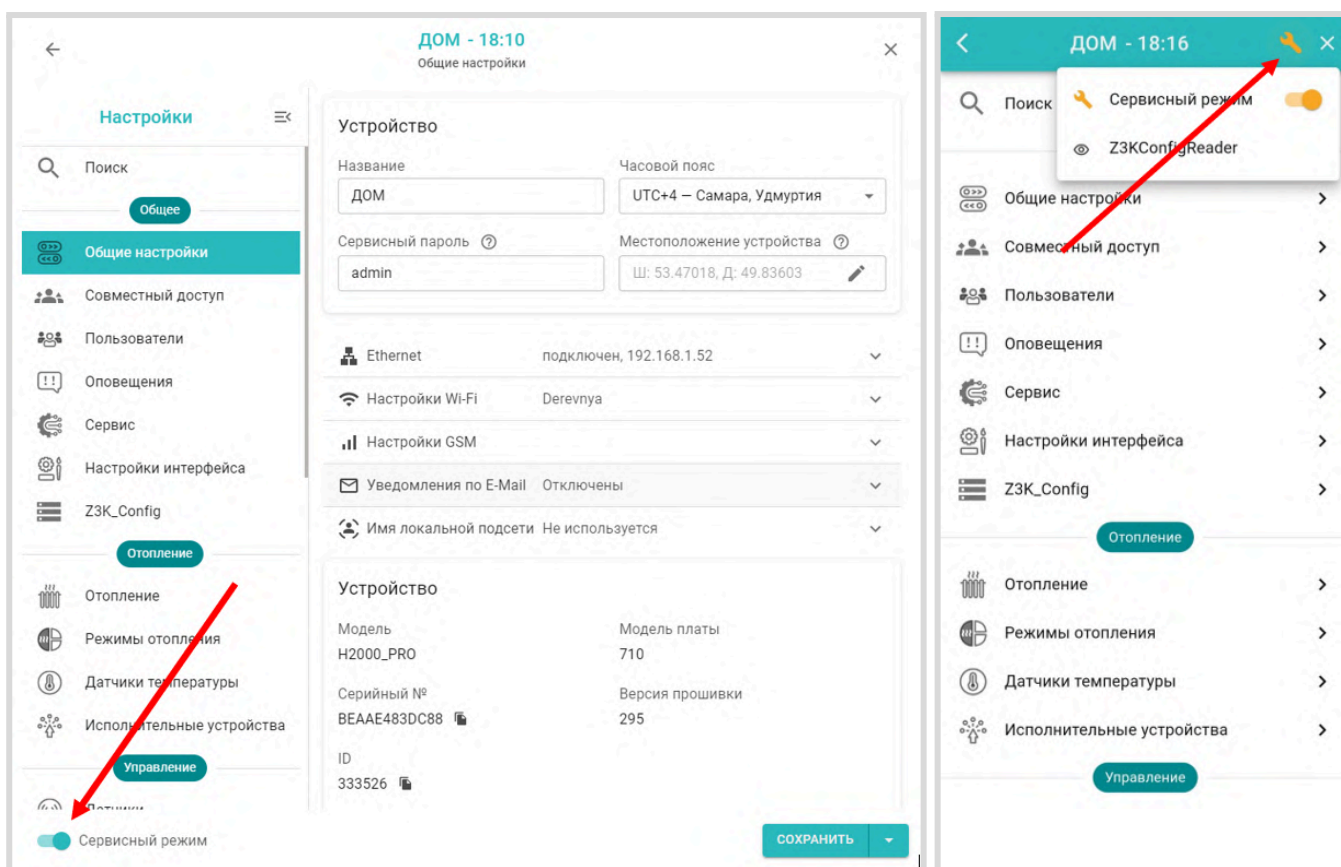 ДОМ - 18:10
Общие настройки
Настройки
Поиск
Общее
Общие настройки
Совместный доступ
Пользователи
Оповещения
Сервис
Настройки интерфейса
Z3K_Config
Отопление
Отопление
Режимы отопления
Датчики температуры
Исполнительные устройства
Управление
Датчики
Сервисный режим
Устройство
Название
Часовой пояс
ДОМ
UTC+4 — Самара, Удмуртия
Сервисный пароль
Местоположение устройства
admin
Ш: 53.47018, Д: 49.83603
Ethernet подключен, 192.168.1.52
Настройки Wi-Fi Derevnya
Настройки GSM
Уведомления по E-Mail Отключены
Имя локальной подсети Не используется
Устройство
Модель
Модель платы
H2000_PRO
710
Серийный №
Версия прошивки
BEAAE483DC88
295
ID
333526
СОХРАНИТЬ
ДОМ - 18:16
Поиск
Сервисный режим
Z3KConfigReader
Общие настройки
Совместный доступ
Пользователи
Оповещения
Сервис
Настройки интерфейса
Z3K_Config
Отопление
Отопление
Режимы отопления
Датчики температуры
Исполнительные устройства
Управление